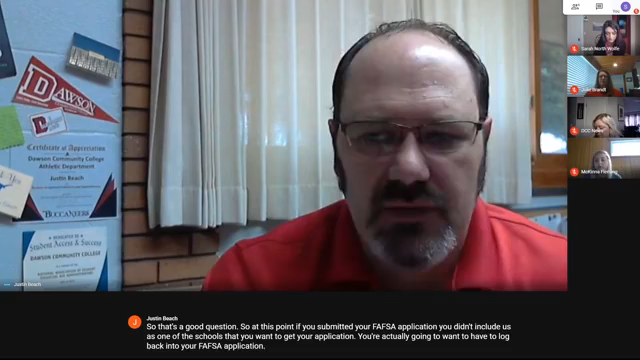 Sarah North Wolfe
DAWSON
Certificate of Appreciation
Dawson Community College
Athletic Department
Justin Beach
BUCCANEERS
Student Access & Success
DAWSON COMMUNITY COLLEGE
Justin Beach
J
Justin Beach
So that's a good question. So at this point if you submitted your FAFSA application you didn't include us
as one of the schools that you want to get your application. You're actually going to want to have to log
back into your FAFSA application.